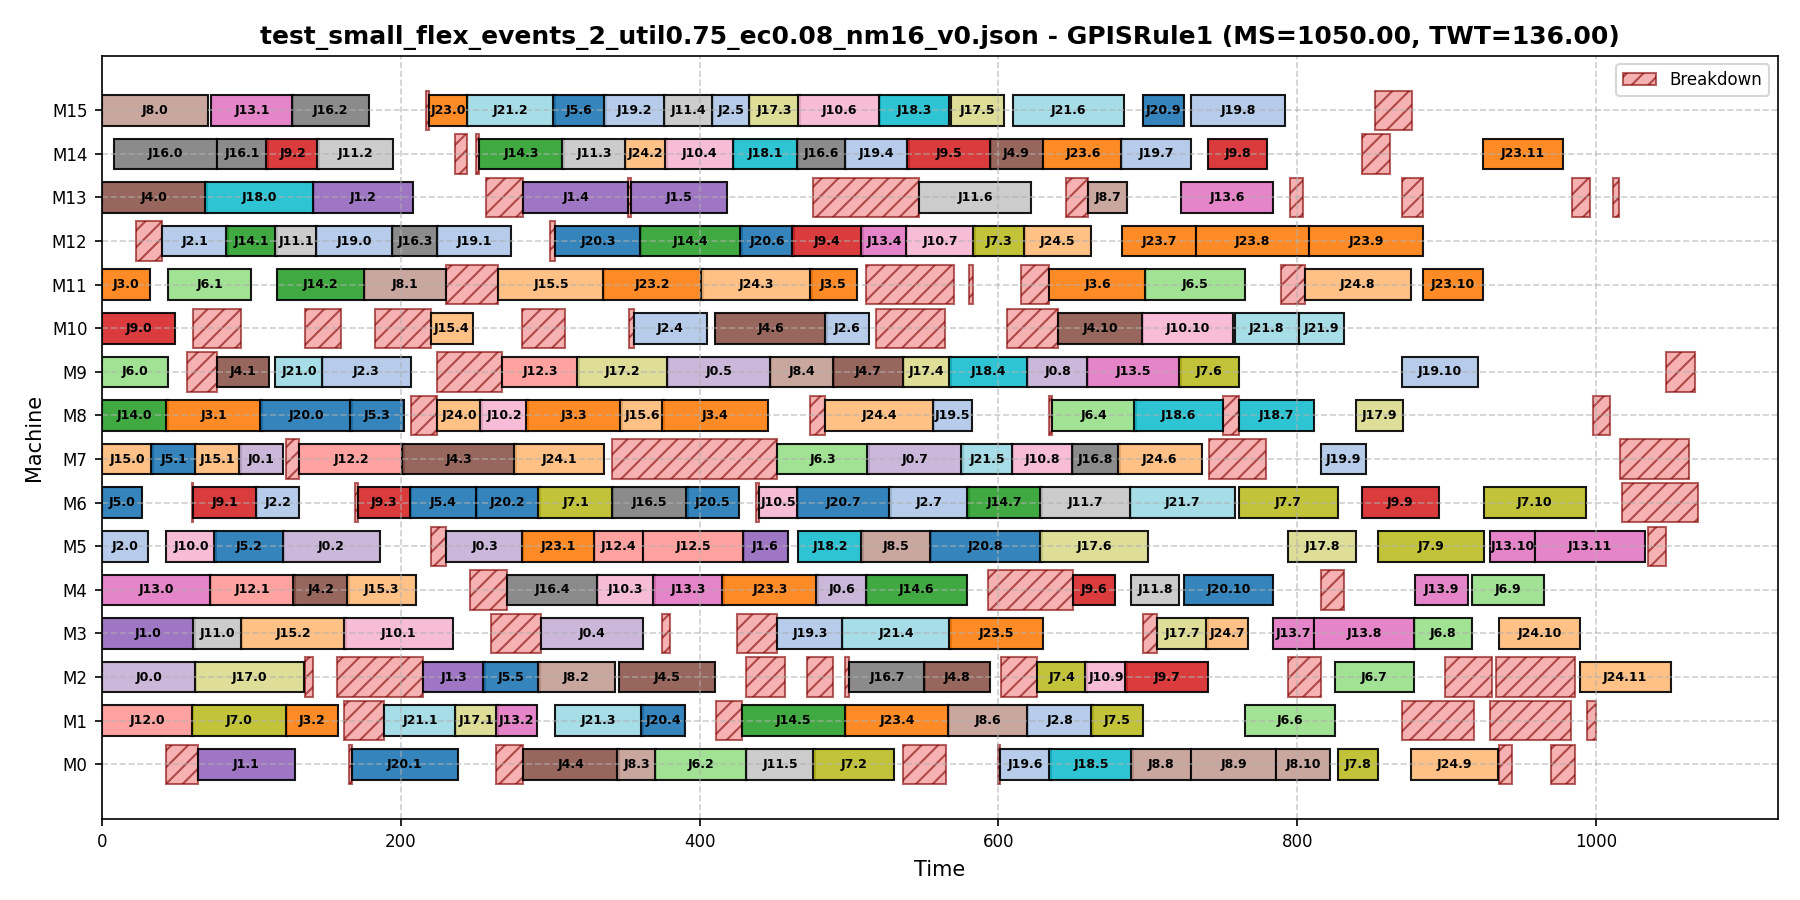 test_small_flex_events_2_util0.75_ec0.08_nm16_v0.json - GPISRule1 (MS=1050.00, TWT=136.00)
Breakdown
Machine
M15 J8.0 J13.1 J16.2 J23.0 J21.2 J5.6 J19.2 J11.4 J2.5 J17.3 J10.6 J18.3 J17.5 J21.6 J20.9 J19.8
M14 J16.0 J16.1 J9.2 J11.2 J14.3 J11.3 J24.2 J10.4 J18.1 J16.6 J19.4 J9.5 J4.9 J23.6 J19.7 J9.8 J23.11
M13 J4.0 J18.0 J1.2 J1.4 J1.5 J11.6 J8.7 J13.6
M12 J2.1 J14.1 J11.1 J19.0 J16.3 J19.1 J20.3 J14.4 J20.6 J9.4 J13.4 J10.7 J7.3 J24.5 J23.7 J23.8 J23.9
M11 J3.0 J6.1 J14.2 J8.1 J15.5 J23.2 J24.3 J3.5 J3.6 J6.5 J24.8 J23.10
M10 J9.0 J15.4 J2.4 J4.6 J2.6 J4.10 J10.10 J21.8 J21.9
M9 J6.0 J4.1 J21.0 J2.3 J12.3 J17.2 J0.5 J8.4 J4.7 J17.4 J18.4 J0.8 J13.5 J7.6 J19.10
M8 J14.0 J3.1 J20.0 J5.3 J24.0 J10.2 J3.3 J15.6 J3.4 J24.4 J19.5 J6.4 J18.6 J18.7 J17.9
M7 J15.0 J5.1 J15.1 J0.1 J12.2 J4.3 J24.1 J6.3 J0.7 J21.5 J10.8 J16.8 J24.6 J19.9
M6 J5.0 J9.1 J2.2 J9.3 J5.4 J20.2 J7.1 J16.5 J20.5 J10.5 J20.7 J2.7 J14.7 J11.7 J21.7 J7.7 J9.9 J7.10
M5 J2.0 J10.0 J5.2 J0.2 J0.3 J23.1 J12.4 J12.5 J1.6 J18.2 J8.5 J20.8 J17.6 J17.8 J7.9 J13.10 J13.11
M4 J13.0 J12.1 J4.2 J15.3 J16.4 J10.3 J13.3 J23.3 J0.6 J14.6 J9.6 J11.8 J20.10 J13.9 J6.9
M3 J1.0 J11.0 J15.2 J10.1 J0.4 J19.3 J21.4 J23.5 J17.7 J24.7 J13.7 J13.8 J6.8 J24.10
M2 J0.0 J17.0 J1.3 J5.5 J8.2 J4.5 J16.7 J4.8 J7.4 J10.9 J9.7 J6.7 J24.11
M1 J12.0 J7.0 J3.2 J21.1 J17.1 J13.2 J21.3 J20.4 J14.5 J23.4 J8.6 J2.8 J7.5 J6.6
M0 J1.1 J20.1 J4.4 J8.3 J6.2 J11.5 J7.2 J19.6 J18.5 J8.8 J8.9 J8.10 J7.8 J24.9
0 200 400 600 800 1000
Time